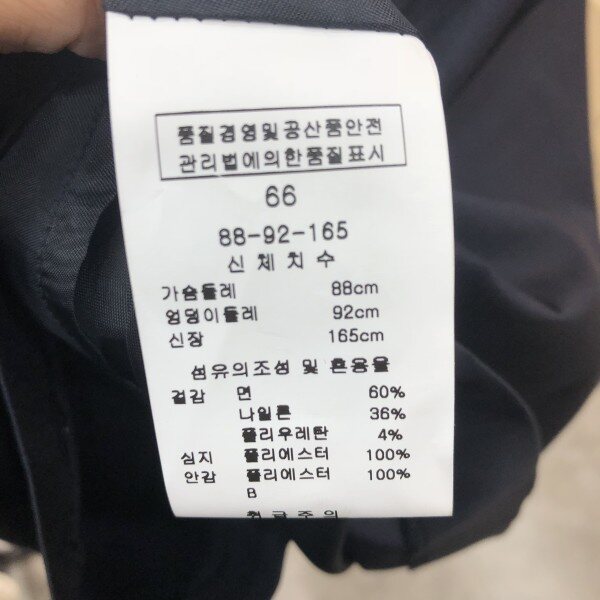 품질경영및공산품안전
관리법에의한품질표시
66
88-92-165
신체치수
가슴둘레 88cm
엉덩이둘레 92cm
신장 165cm
섬유의조성 및 혼용율
겉감 면 60%
나일론 36%
폴리우레탄 4%
심지 폴리에스터 100%
안감 폴리에스터 100%
B
취급주의